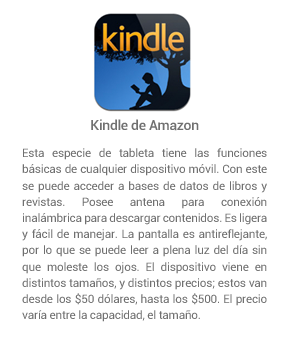 kindle
Kindle de Amazon
Esta especie de tableta tiene las funciones
básicas de cualquier dispositivo móvil. Con este
se puede acceder a bases de datos de libros y
revistas. Posee antena para conexión
inalámbrica para descargar contenidos. Es ligera
y fácil de manejar. La pantalla es antireflejante,
por lo que se puede leer a plena luz del día sin
que moleste los ojos. El dispositivo viene en
distintos tamaños, y distintos precios; estos van
desde los $50 dólares, hasta los $500. El precio
varía entre la capacidad, el tamaño.